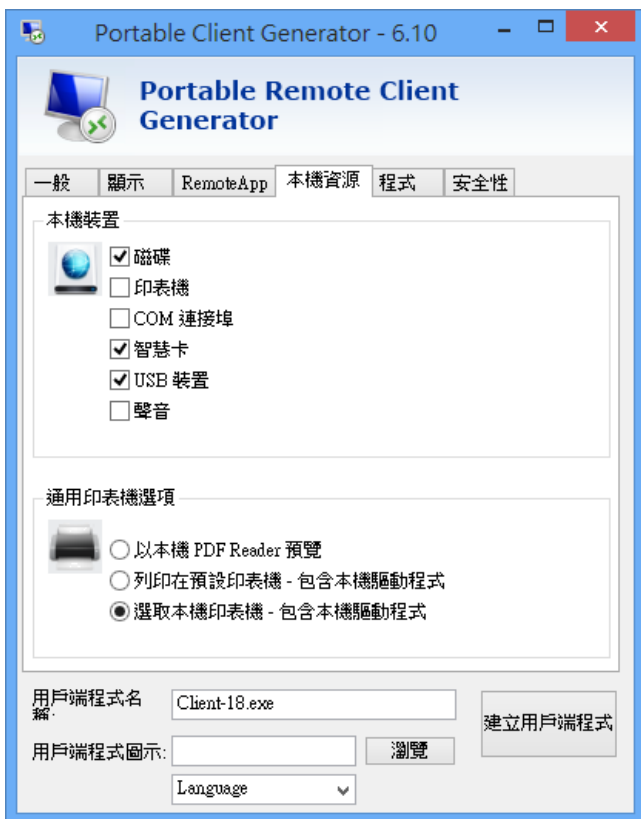 Portable Client Generator - 6.10
Portable Remote Client
Generator
一般 顯示 RemoteApp 本機資源 程式 安全性
本機裝置
磁碟
印表機
COM 連接埠
智慧卡
USB 裝置
聲音
通用印表機選項
以本機 PDF Reader 預覽
列印在預設印表機 - 包含本機驅動程式
選取本機印表機 - 包含本機驅動程式
用戶端程式名
稱:
Client-18.exe
建立用戶端程式
用戶端程式圖示:
瀏覽
Language